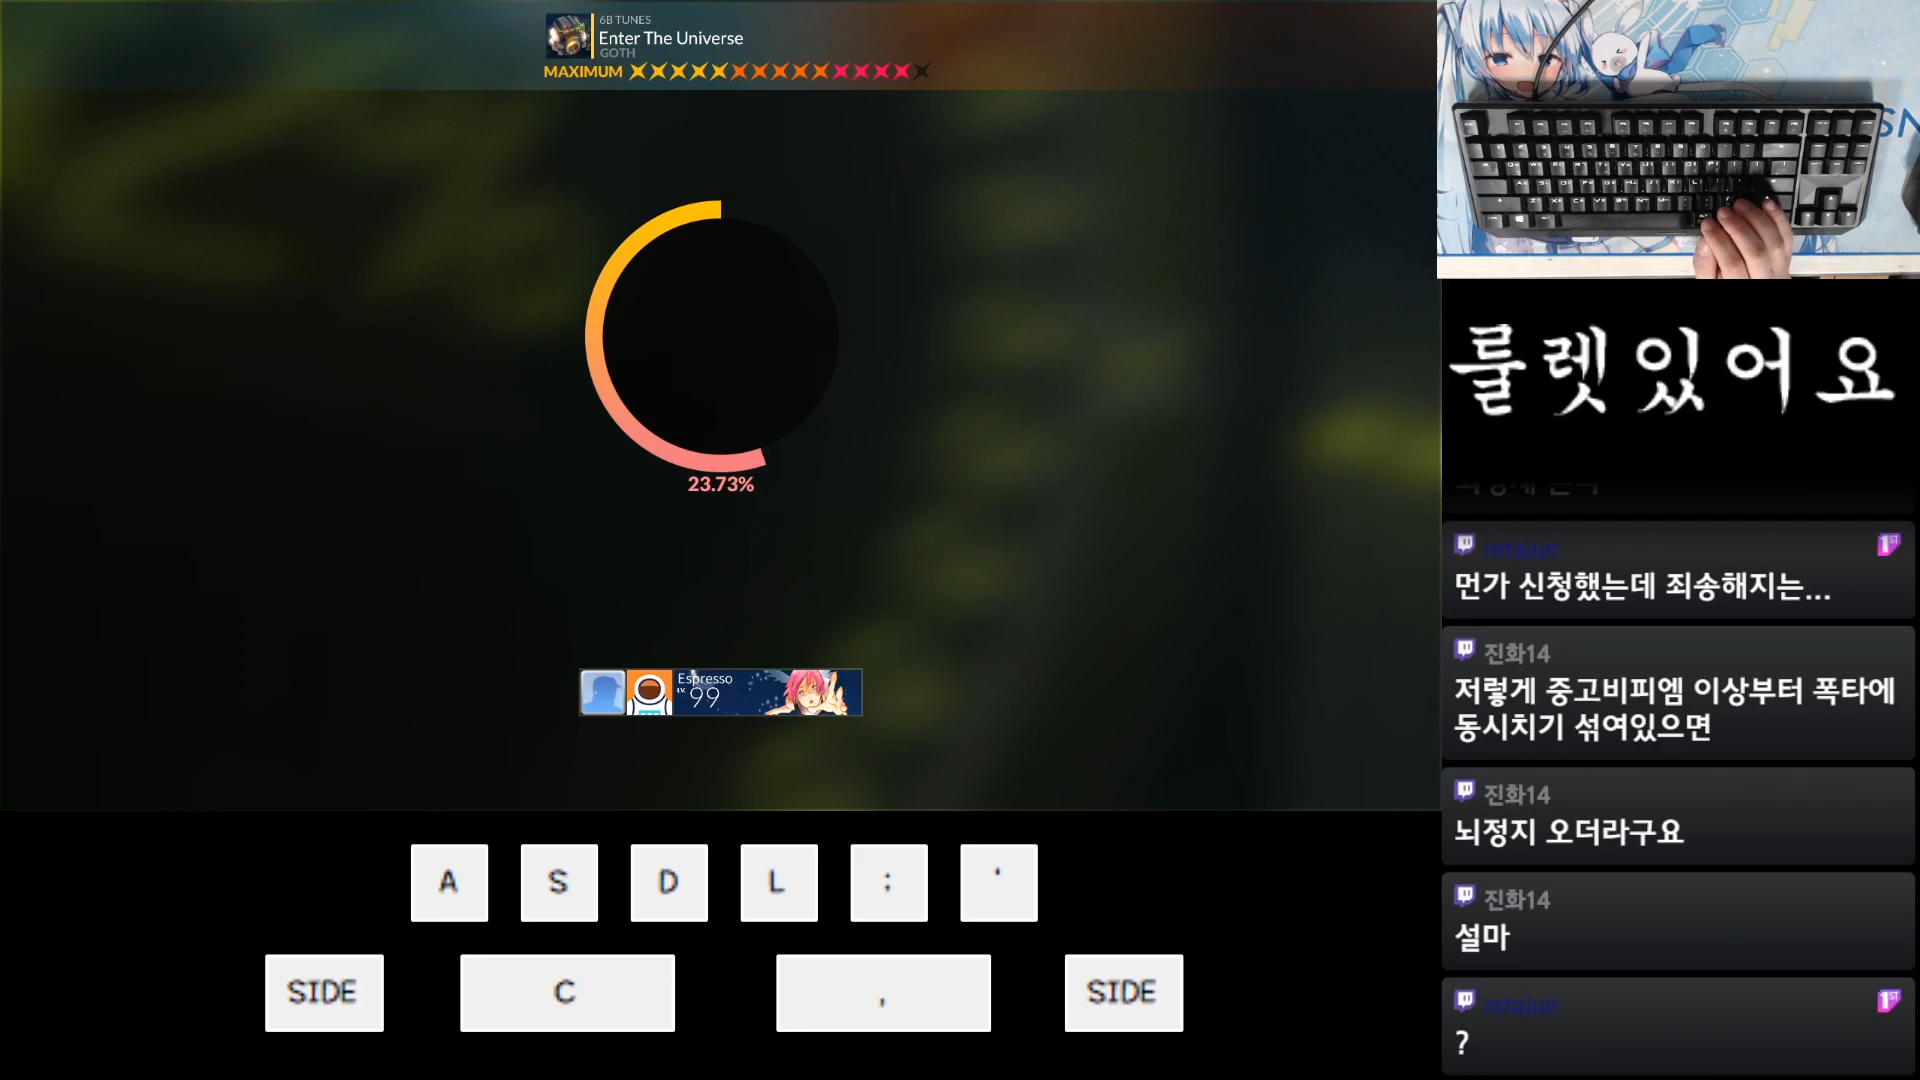 6B TUNES
Enter The Universe
GOTH
MAXIMUM
23.73%
Espresso
LV. 99
A S D L ; '
SIDE C , SIDE
룰렛있어요
retajun
먼가 신청했는데 죄송해지는...
진화14
저렇게 중고비피엠 이상부터 폭타에
동시치기 섞여있으면
진화14
뇌정지 오더라구요
진화14
설마
retajun
?